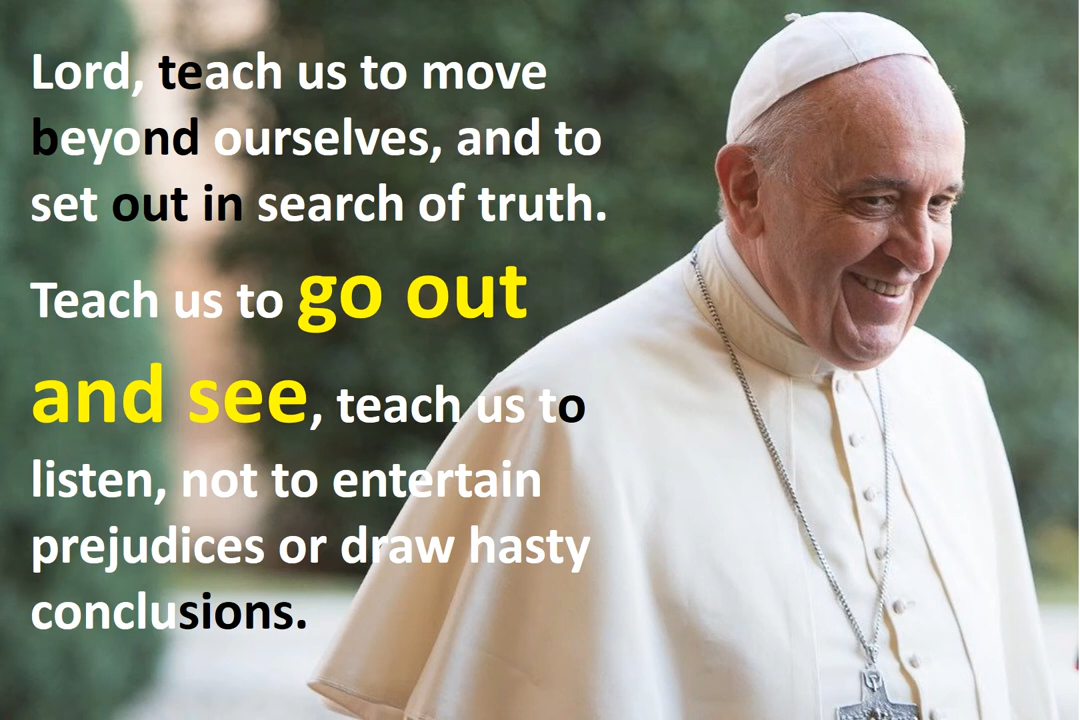 Lord, teach us to move
beyond ourselves, and to
set out in search of truth.
Teach us to go out
and see, teach us to
listen, not to entertain
prejudices or draw hasty
conclusions.